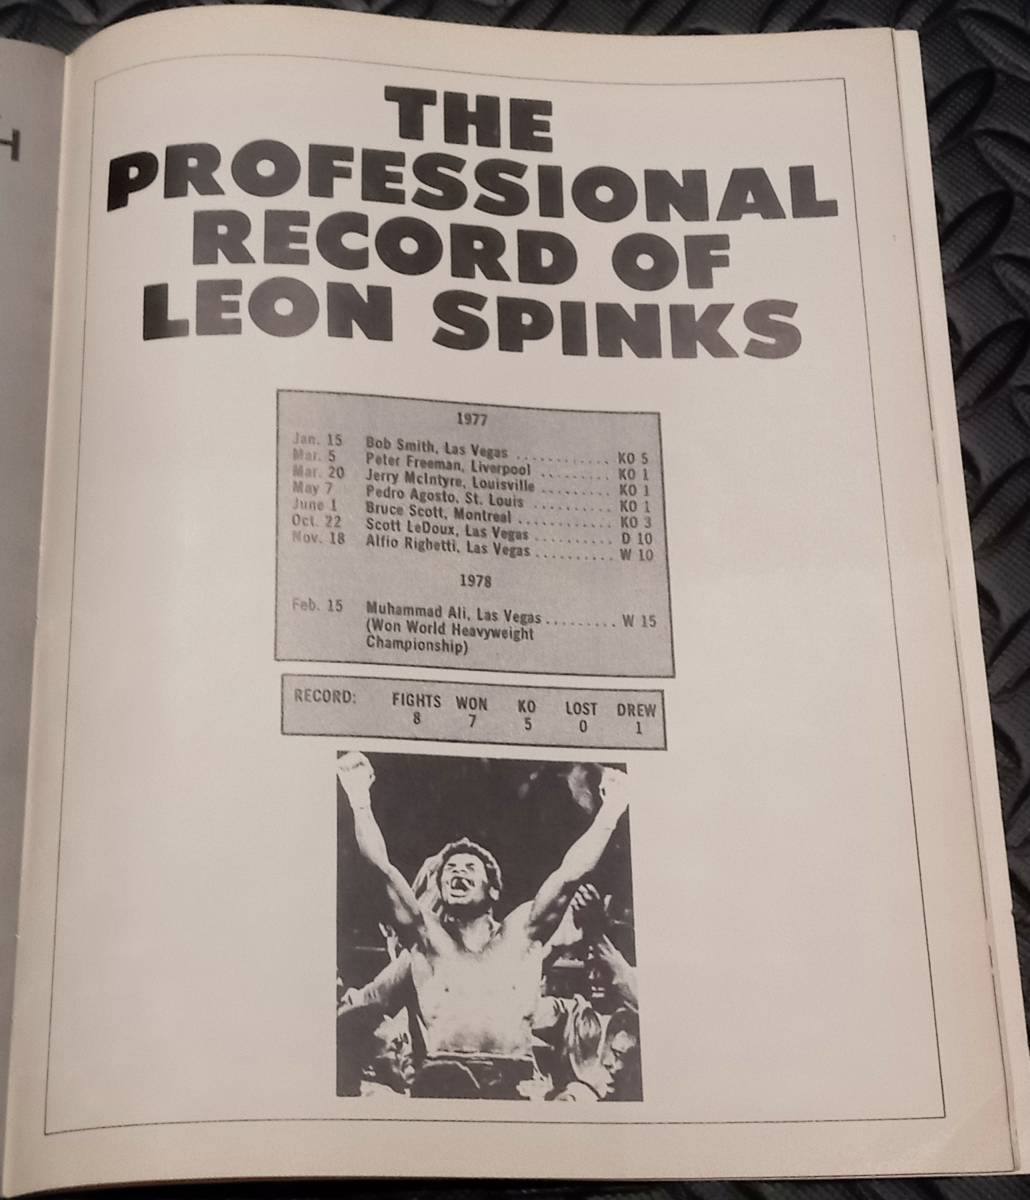 H
THE
PROFESSIONAL
RECORD OF
LEON SPINKS
1977
Jan. 15 Bob Smith, Las Vegas ............ KO 5
Mar. 5 Peter Freeman, Liverpool ......... KO 1
Mar. 20 Jerry McIntyre, Louisville ......... KO 1
May 7 Pedro Agosto, St. Louis .......... KO 1
June 1 Bruce Scott, Montreal ............ KO 3
Oct. 22 Scott LeDoux, Las Vegas .......... D 10
Nov. 18 Alfio Righetti, Las Vegas .......... W 10
1978
Feb. 15 Muhammad Ali, Las Vegas ......... W 15
(Won World Heavyweight
Championship)
RECORD: FIGHTS WON KO LOST DREW
8 7 5 0 1